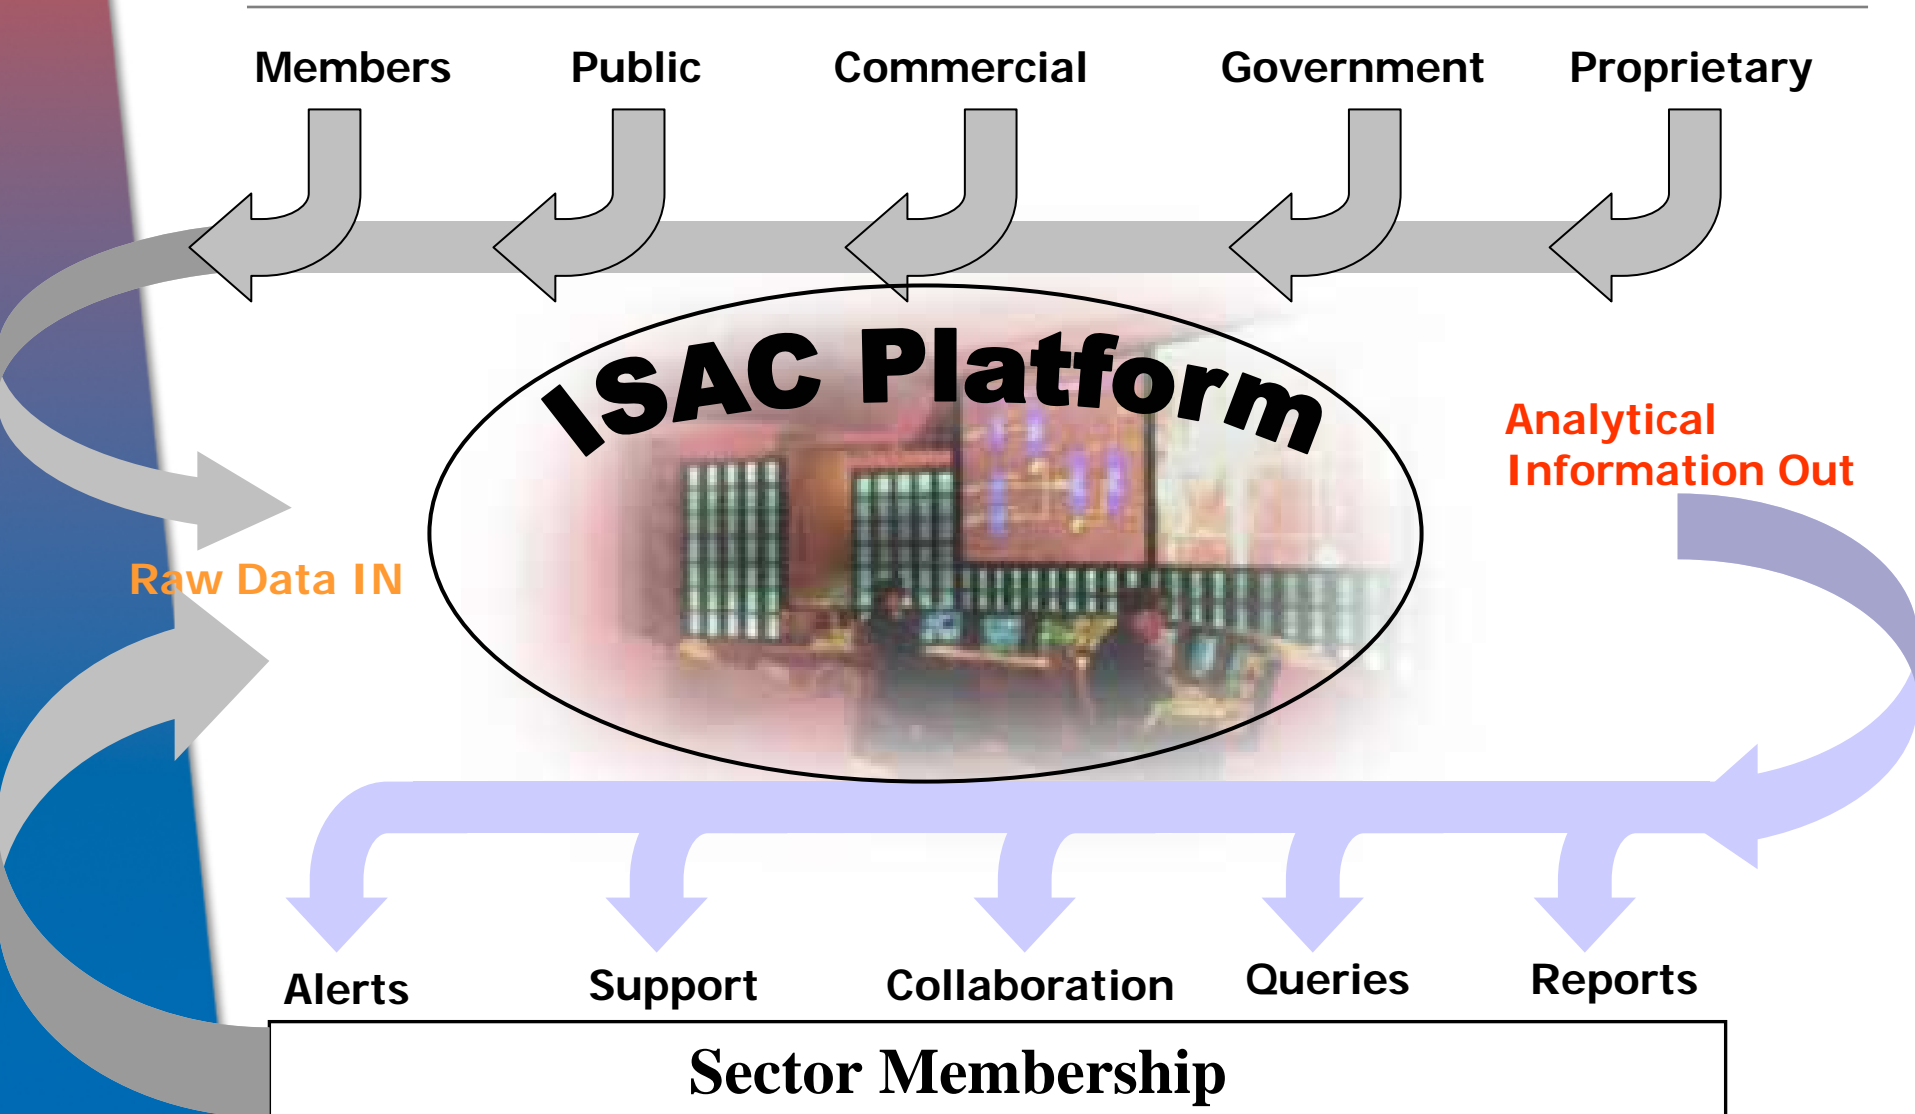 Members Public Commercial Government Proprietary
ISAC Platform
Analytical
Information Out
Raw Data IN
Alerts Support Collaboration Queries Reports
Sector Membership